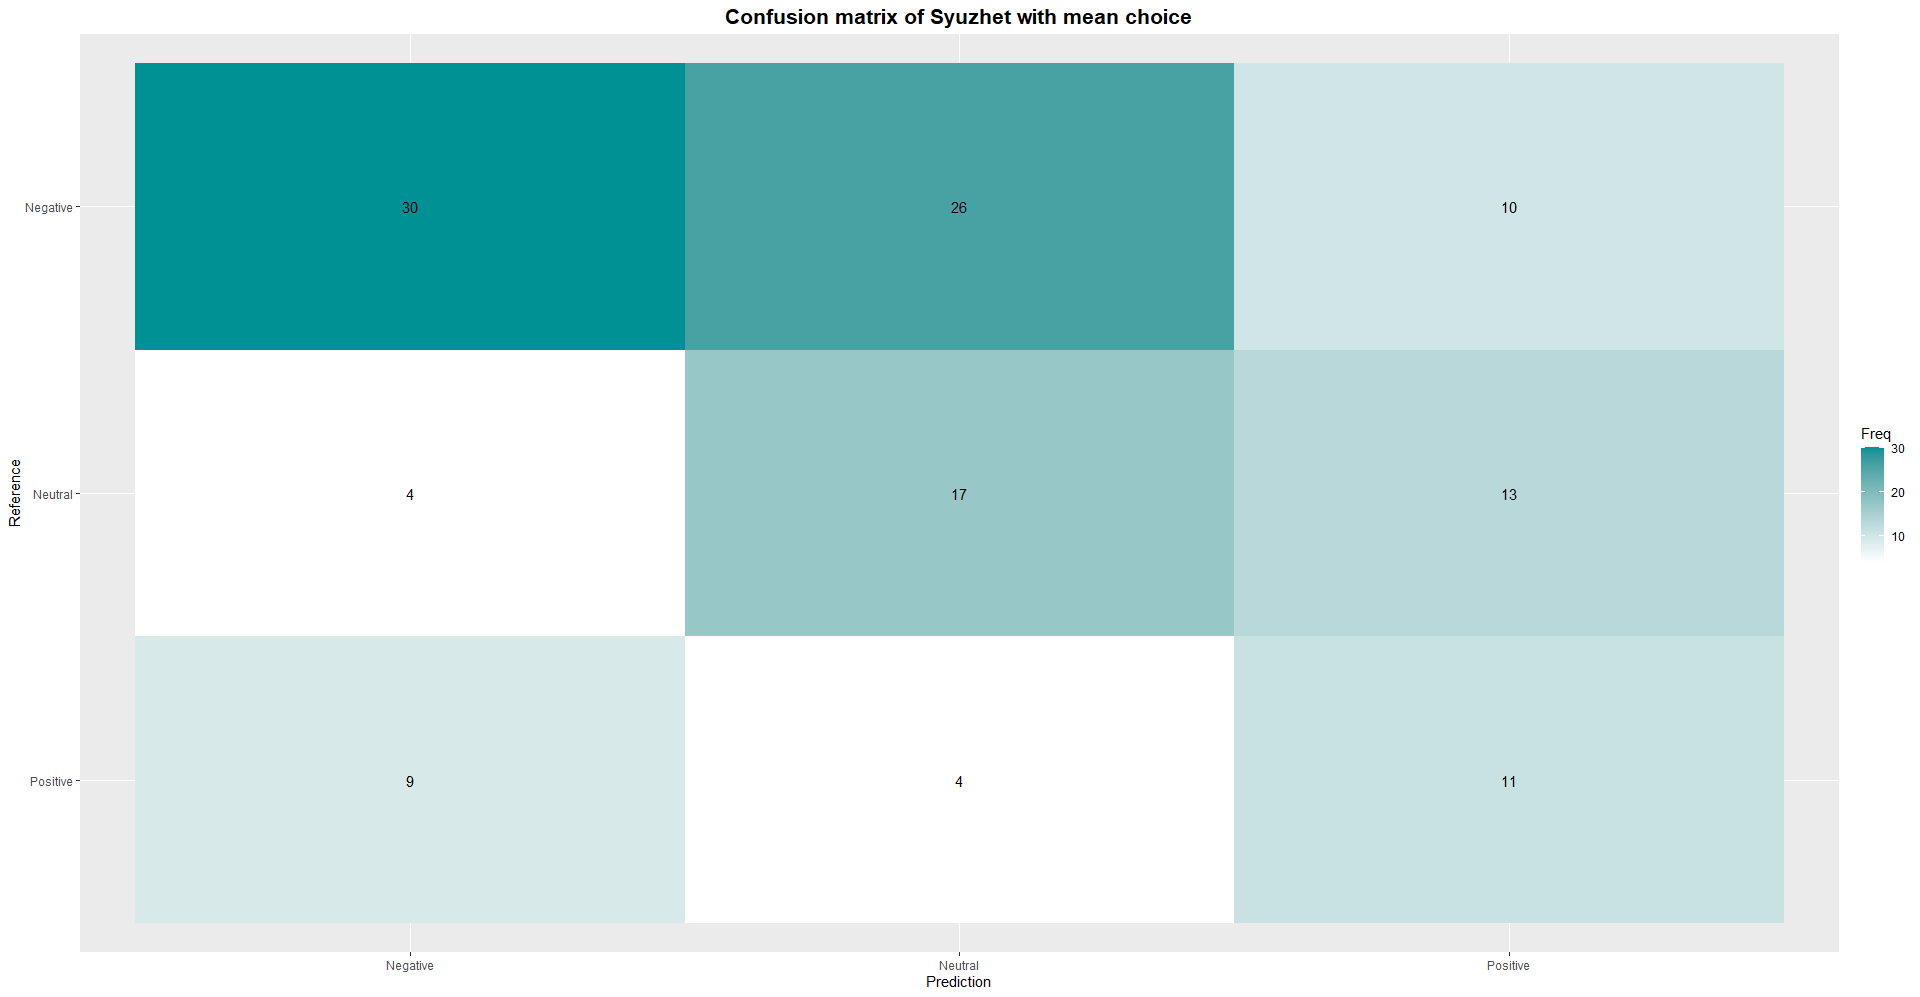 Confusion matrix of Syuzhet with mean choice
Negative
30
26
10
Neutral
4
17
13
Positive
9
4
11
Reference
Negative
Neutral
Positive
Prediction
Freq
30
20
10